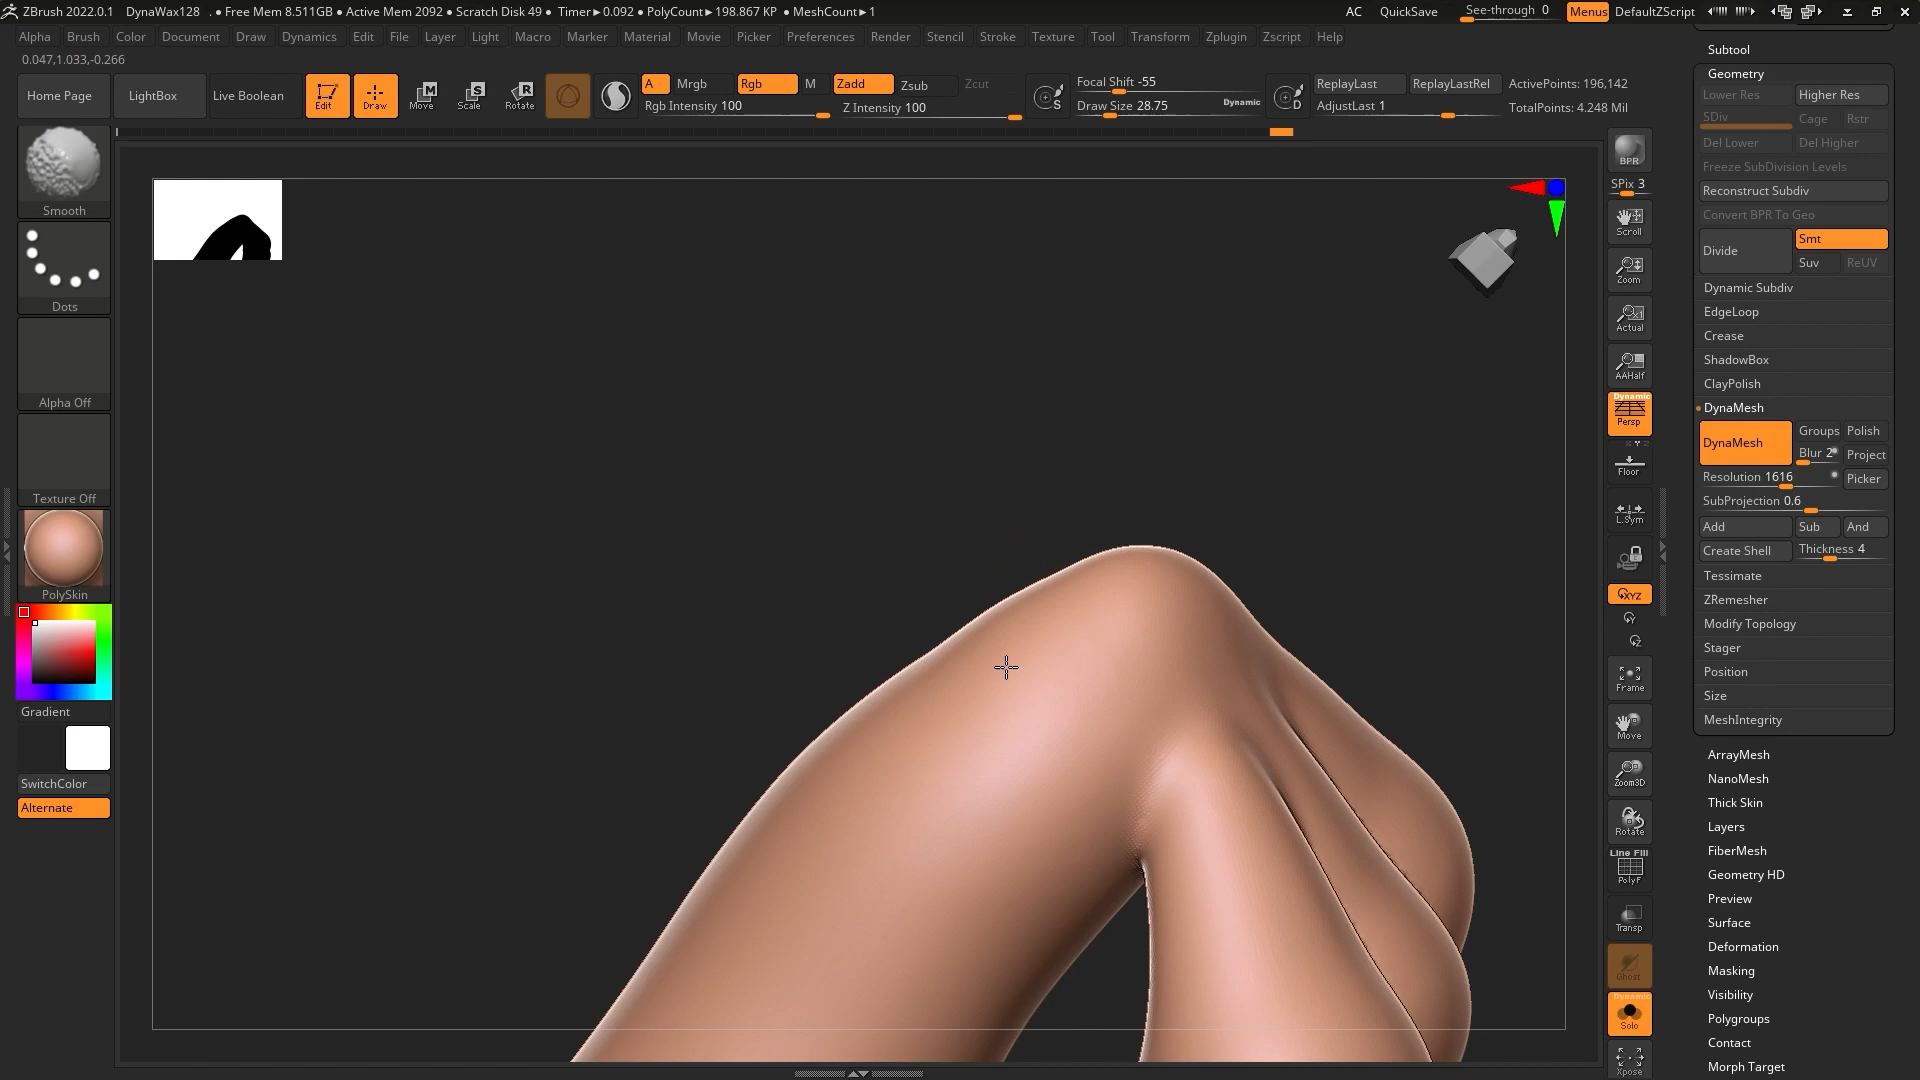 ZBrush 2022.0.1 DynaWax128 . ● Free Mem 8.511GB ● Active Mem 2092 ● Scratch Disk 49 ● Timer►0.092 ● PolyCount►198.867 KP ● MeshCount►1 AC QuickSave See-through 0 Menus DefaultZScript
Alpha Brush Color Document Draw Dynamics Edit File Layer Light Macro Marker Material Movie Picker Preferences Render Stencil Stroke Texture Tool Transform Zplugin Zscript Help
0.047,1.033,-0.266
Home Page LightBox Live Boolean Edit Draw Move Scale Rotate
A Mrgb Rgb M Zadd Zsub Zcut
Rgb Intensity 100 Z Intensity 100
Focal Shift -55
Draw Size 28.75 Dynamic
S D
ReplayLast ReplayLastRel ActivePoints: 196,142
AdjustLast 1 TotalPoints: 4.248 Mil
Smooth
Dots
Alpha Off
Texture Off
PolySkin
Gradient
SwitchColor
Alternate
BPR
SPix 3
Scroll
Zoom
Actual
AAHalf
Dynamic
Persp
Floor
L.Sym
XYZ
Y
Z
Frame
Move
Zoom3D
Rotate
Line Fill
PolyF
Transp
Ghost
Dynamic
Solo
Xpose
Subtool
Geometry
Lower Res Higher Res
SDiv Cage Rstr
Del Lower Del Higher
Freeze SubDivision Levels
Reconstruct Subdiv
Convert BPR To Geo
Divide Smt
Suv ReUV
Dynamic Subdiv
EdgeLoop
Crease
ShadowBox
ClayPolish
DynaMesh
DynaMesh Groups Polish
Blur 2 Project
Resolution 1616 Picker
SubProjection 0.6
Add Sub And
Create Shell Thickness 4
Tessimate
ZRemesher
Modify Topology
Stager
Position
Size
MeshIntegrity
ArrayMesh
NanoMesh
Thick Skin
Layers
FiberMesh
Geometry HD
Preview
Surface
Deformation
Masking
Visibility
Polygroups
Contact
Morph Target